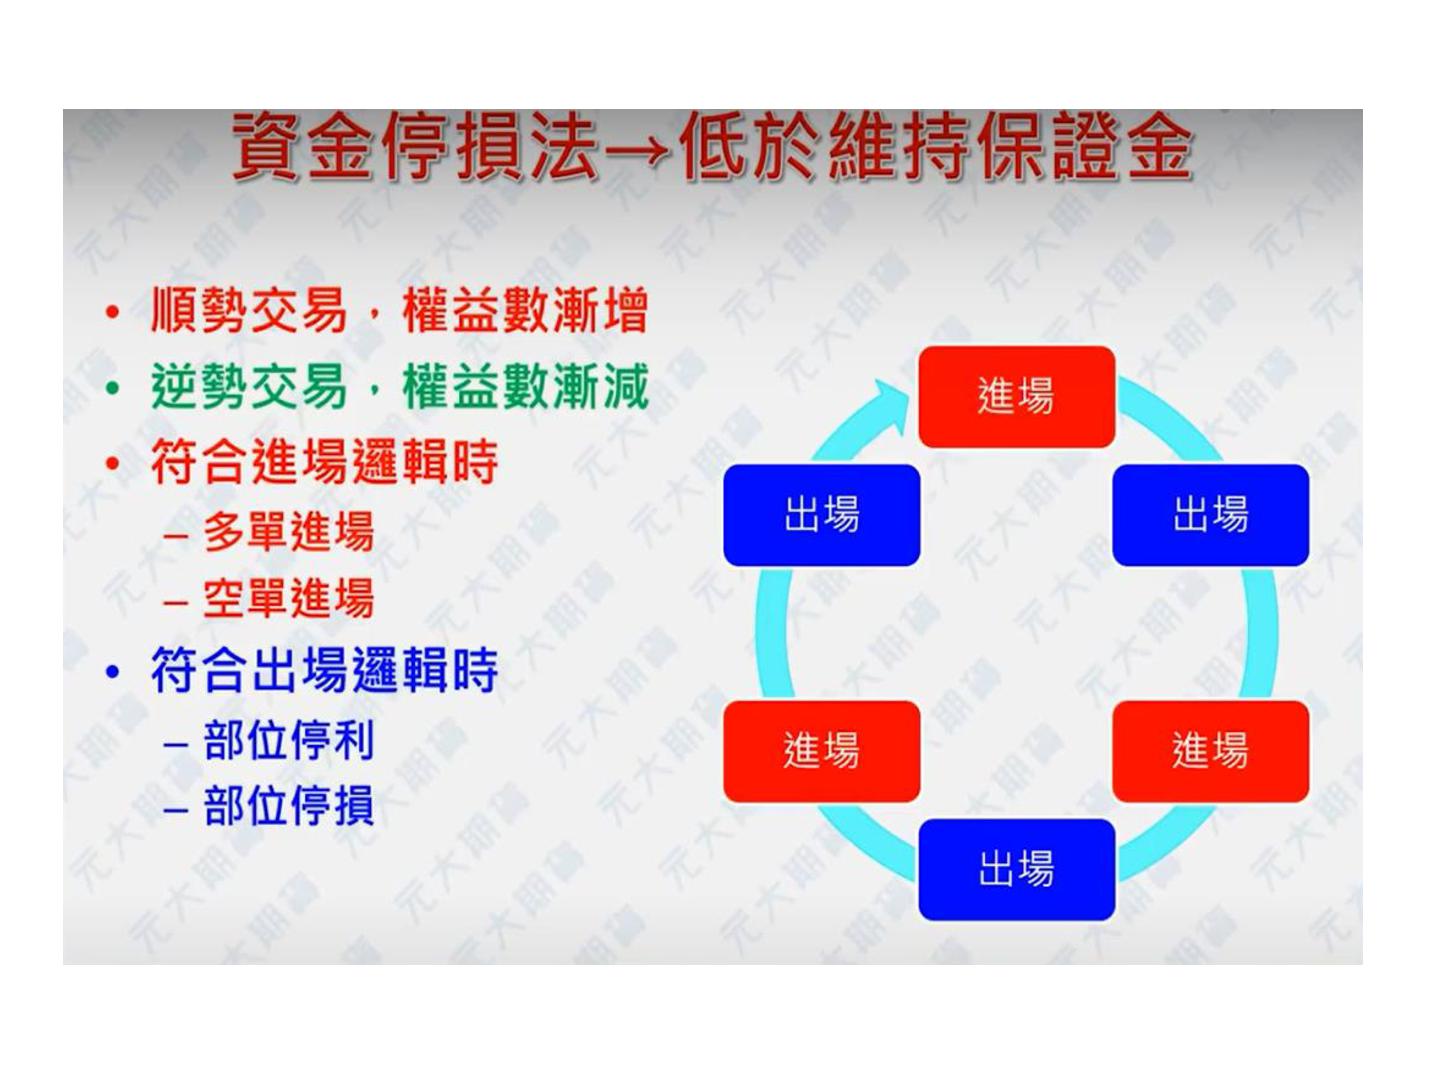 資金停損法→低於維持保證金
• 順勢交易，權益數漸增
• 逆勢交易，權益數漸減
• 符合進場邏輯時
– 多單進場
– 空單進場
• 符合出場邏輯時
– 部位停利
– 部位停損
進場
出場
出場
進場
進場
出場
元大期貨